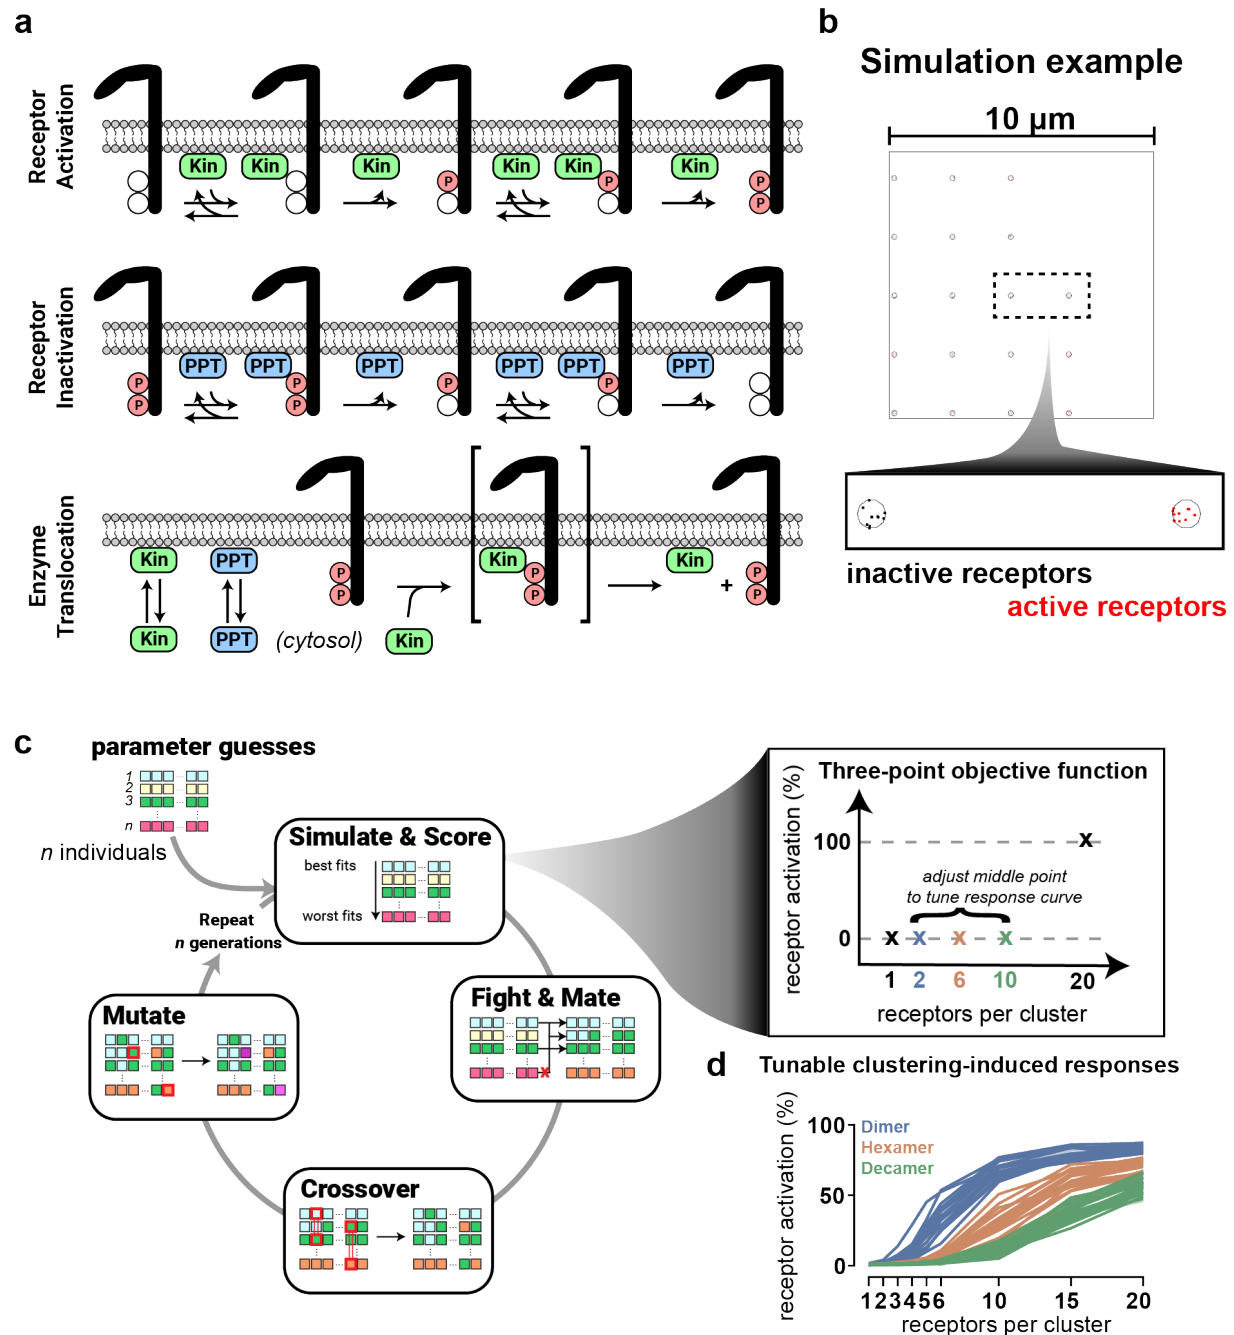 a
Receptor
Activation
Kin
Kin
Kin
Kin
Kin
Kin
P
P
P
P
P
Receptor
Inactivation
PPT
PPT
PPT
PPT
PPT
PPT
P
P
P
P
P
P
Enzyme
Translocation
Kin
PPT
Kin
PPT
(cytosol)
P
P
Kin
Kin
P
P
Kin
+
P
P
b
Simulation example
10 µm
inactive receptors
active receptors
c
parameter guesses
1
2
3
n
n individuals
Simulate & Score
best fits
worst fits
Repeat
n generations
Fight & Mate
x
Crossover
Mutate
Three-point objective function
receptor activation (%)
100
0
x
adjust middle point
to tune response curve
x x x x
1 2 6 10 20
receptors per cluster
d
Tunable clustering-induced responses
receptor activation (%)
100
50
0
Dimer
Hexamer
Decamer
1 2 3 4 5 6 10 15 20
receptors per cluster